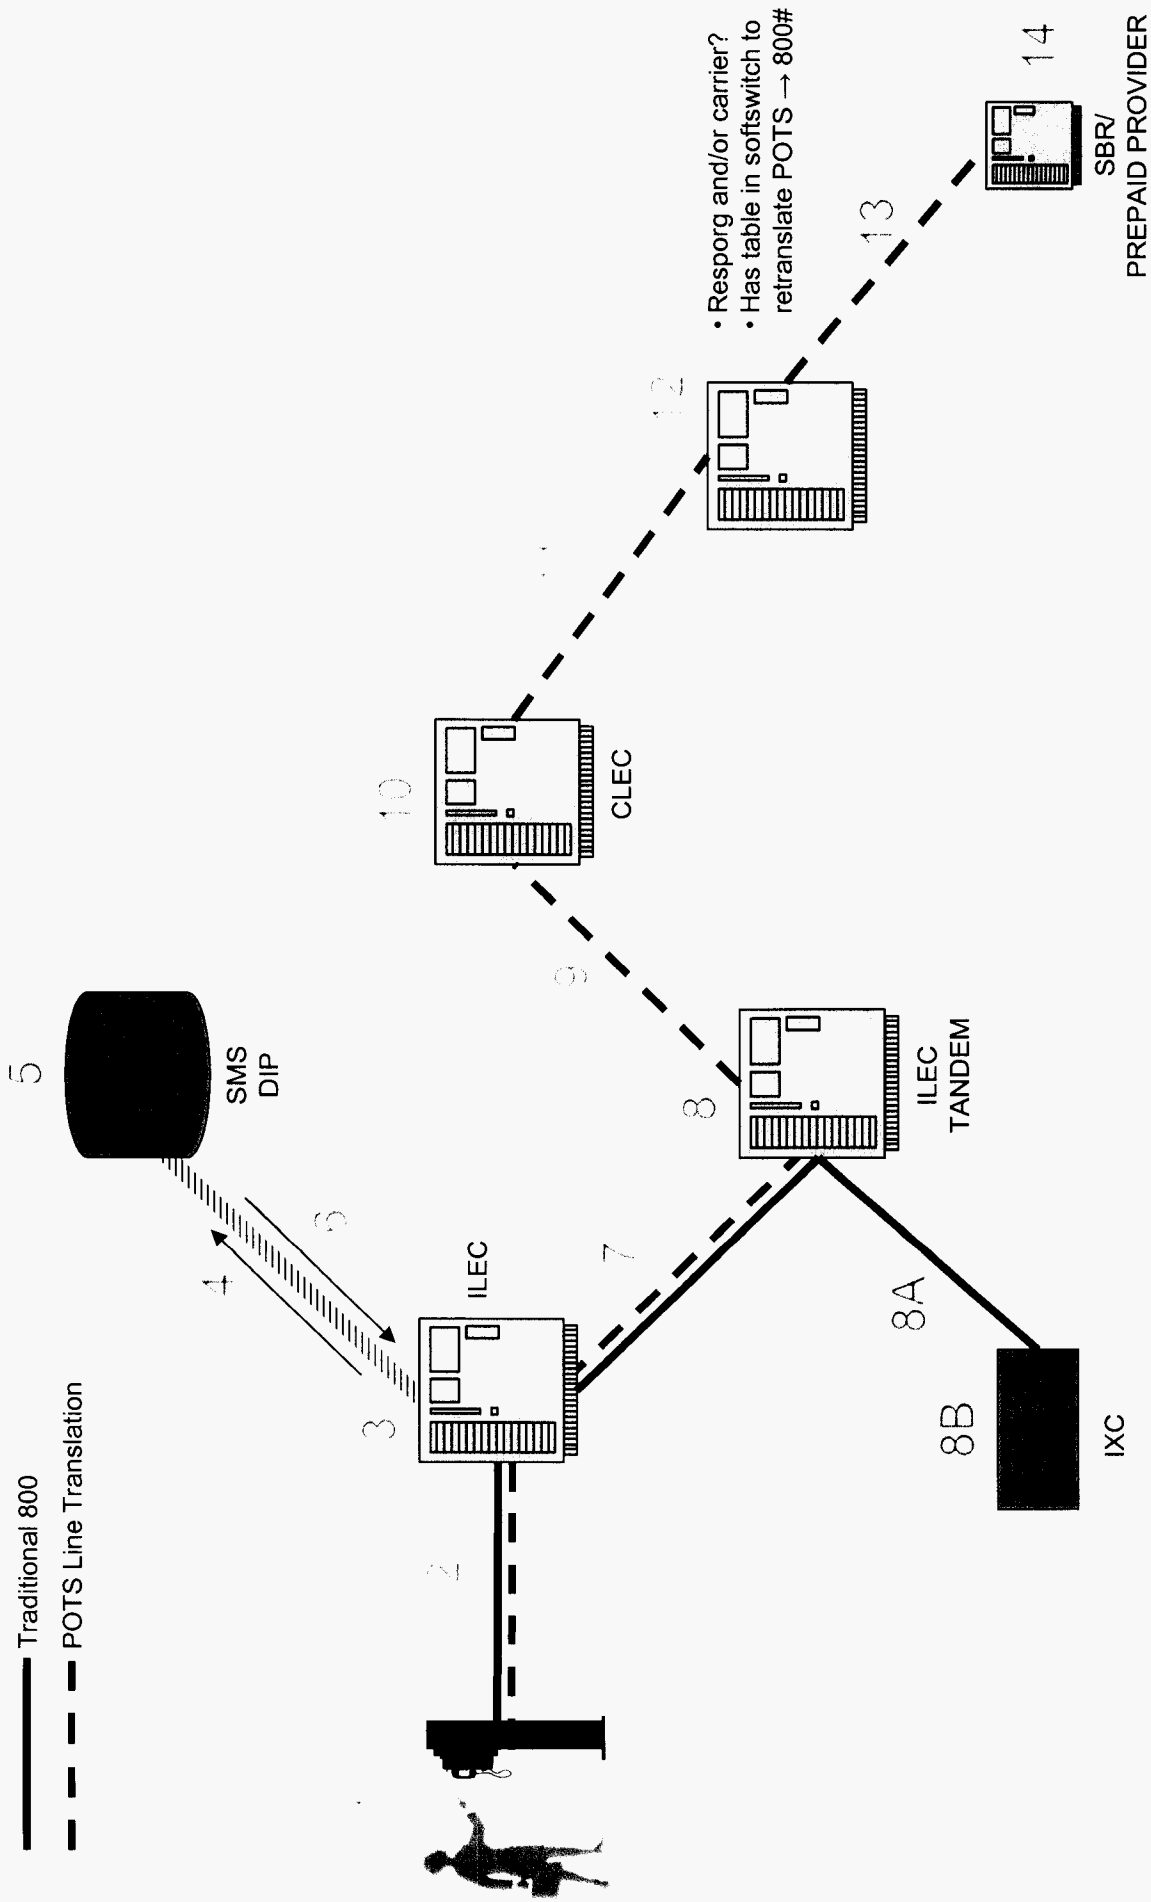 Traditional 800
POTS Line Translation
2
3
ILEC
4
6
5
SMS
DIP
7
8
ILEC
TANDEM
8A
8B
IXC
9
10
CLEC
12
• Resporg and/or carrier?
• Has table in softswitch to
retranslate POTS → 800#
13
14
SBR/
PREPAID PROVIDER